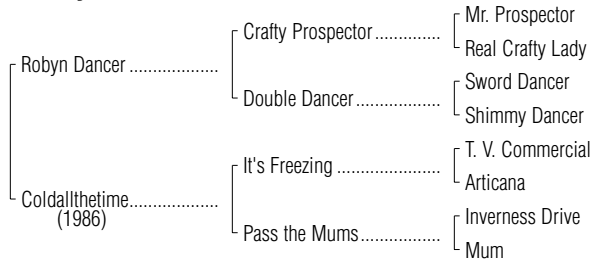 Mr. Prospector
Crafty Prospector..............
Real Crafty Lady
Robyn Dancer ...................
Sword Dancer
Double Dancer..................
Shimmy Dancer
T. V. Commercial
It's Freezing ......................
Articana
Coldallthetime...................
(1986)
Inverness Drive
Pass the Mums.................
Mum